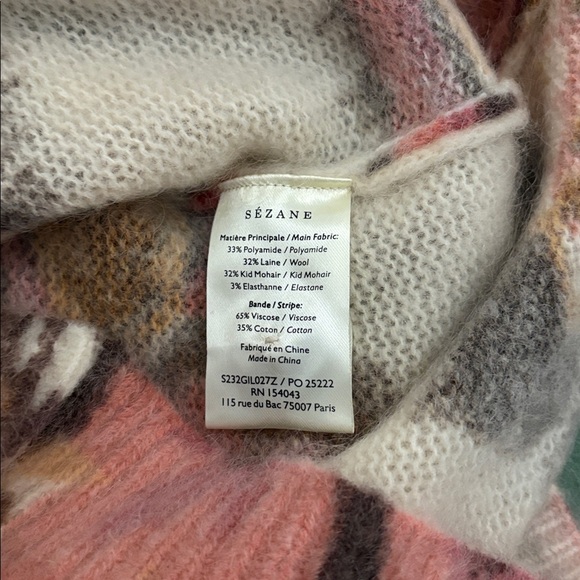 SÉZANE
Matière Principale / Main Fabric:
33% Polyamide / Polyamide
32% Laine / Wool
32% Kid Mohair / Kid Mohair
3% Elasthanne / Elastane
Bande / Stripe:
65% Viscose / Viscose
35% Coton / Cotton
Fabriqué en Chine
Made in China
S232GIL027Z / PO 25222
RN 154043
115 rue du Bac 75007 Paris